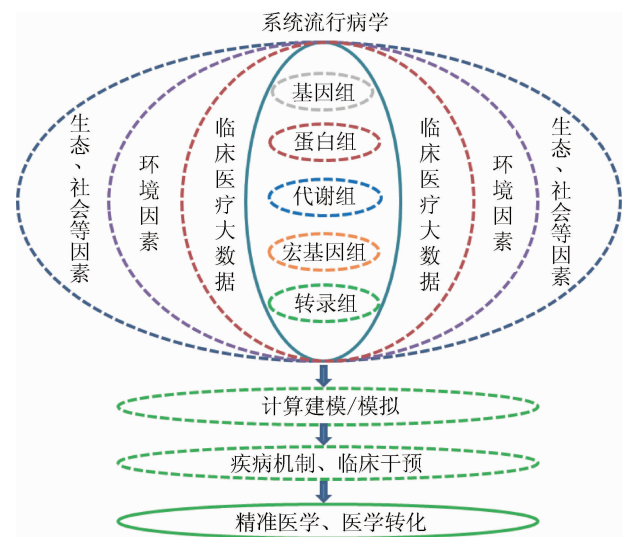 系统流行病学
基因组
蛋白组
代谢组
宏基因组
转录组
生态、社会等因素
环境因素
临床医疗大数据
临床医疗大数据
环境因素
生态、社会等因素
计算建模/模拟
疾病机制、临床干预
精准医学、医学转化